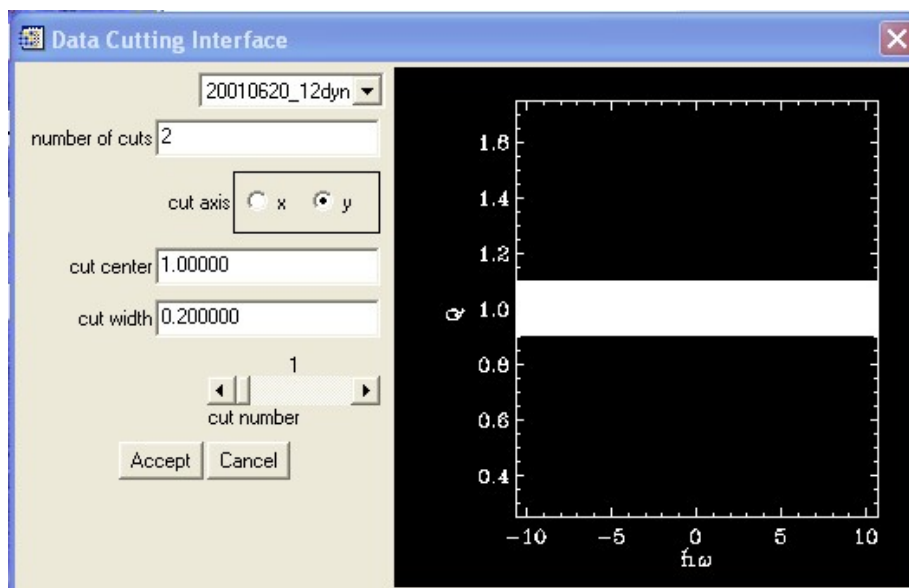 Data Cutting Interface
20010620_12dyn
number of cuts 2
cut axis x y
cut center 1.00000
cut width 0.200000
1
cut number
Accept Cancel
1.6
1.4
1.2
Q 1.0
0.8
0.6
0.4
-10 -5 0 5 10
ħω